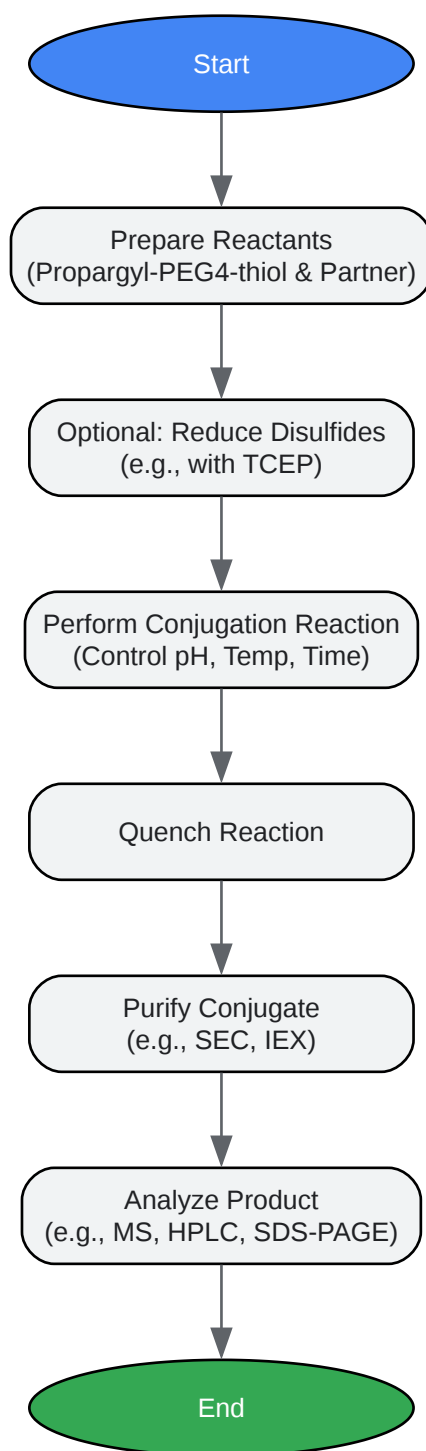 Start
Prepare Reactants
(Propargyl-PEG4-thiol & Partner)
Optional: Reduce Disulfides
(e.g., with TCEP)
Perform Conjugation Reaction
(Control pH, Temp, Time)
Quench Reaction
Purify Conjugate
(e.g., SEC, IEX)
Analyze Product
(e.g., MS, HPLC, SDS-PAGE)
End